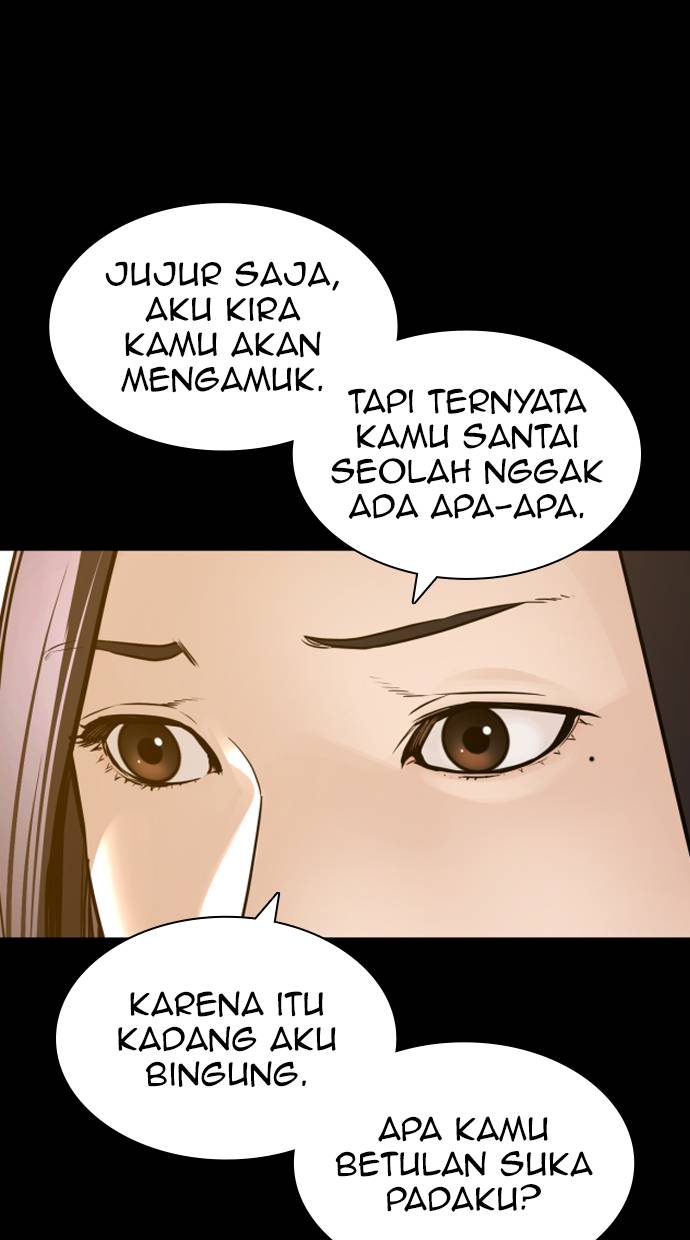 JUJUR SAJA,
AKU KIRA
KAMU AKAN
MENGAMUK.
TAPI TERNYATA
KAMU SANTAI
SEOLAH NGGAK
ADA APA-APA.
KARENA ITU
KADANG AKU
BINGUNG.
APA KAMU
BETULAN SUKA
PADAKU?